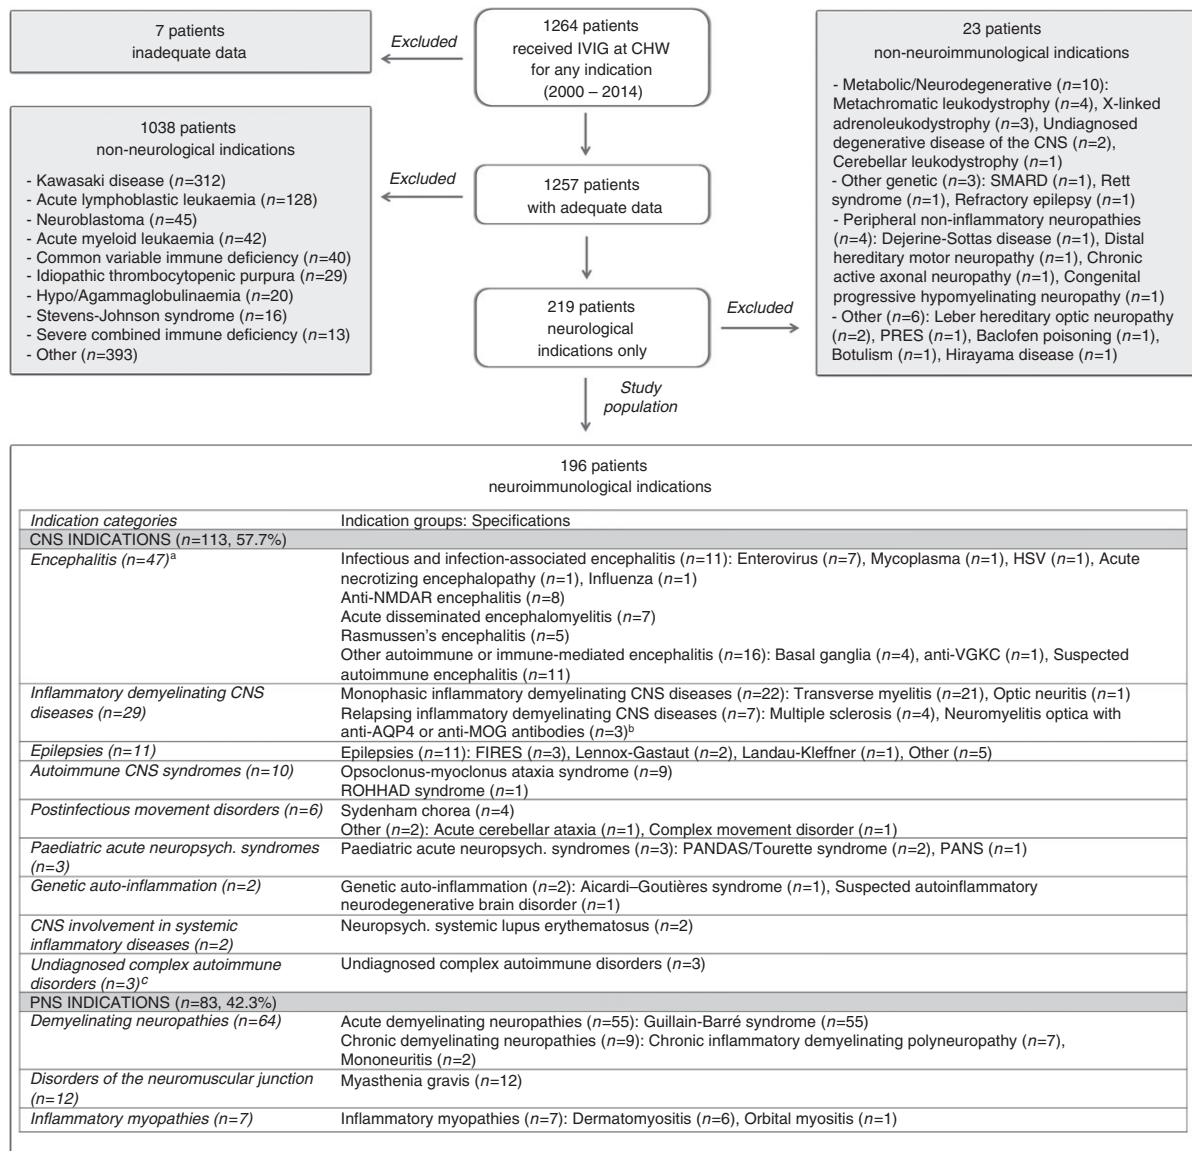 7 patients
inadequate data
Excluded
1264 patients
received IVIG at CHW
for any indication
(2000 – 2014)
23 patients
non-neuroimmunological indications
- Metabolic/Neurodegenerative (n=10):
Metachromatic leukodystrophy (n=4), X-linked
adrenoleukodystrophy (n=3), Undiagnosed
degenerative disease of the CNS (n=2),
Cerebellar leukodystrophy (n=1)
- Other genetic (n=3): SMARD (n=1), Rett
syndrome (n=1), Refractory epilepsy (n=1)
- Peripheral non-inflammatory neuropathies
(n=4): Dejerine-Sottas disease (n=1), Distal
hereditary motor neuropathy (n=1), Chronic
active axonal neuropathy (n=1), Congenital
progressive hypomyelinating neuropathy (n=1)
- Other (n=6): Leber hereditary optic neuropathy
(n=2), PRES (n=1), Baclofen poisoning (n=1),
Botulism (n=1), Hirayama disease (n=1)
1038 patients
non-neurological indications
- Kawasaki disease (n=312)
- Acute lymphoblastic leukaemia (n=128)
- Neuroblastoma (n=45)
- Acute myeloid leukaemia (n=42)
- Common variable immune deficiency (n=40)
- Idiopathic thrombocytopenic purpura (n=29)
- Hypo/Agammaglobulinaemia (n=20)
- Stevens-Johnson syndrome (n=16)
- Severe combined immune deficiency (n=13)
- Other (n=393)
Excluded
1257 patients
with adequate data
219 patients
neurological
indications only
Excluded
Study
population
196 patients
neuroimmunological indications
Indication categories
Indication groups: Specifications
CNS INDICATIONS (n=113, 57.7%)
Encephalitis (n=47)a
Infectious and infection-associated encephalitis (n=11): Enterovirus (n=7), Mycoplasma (n=1), HSV (n=1), Acute
necrotizing encephalopathy (n=1), Influenza (n=1)
Anti-NMDAR encephalitis (n=8)
Acute disseminated encephalomyelitis (n=7)
Rasmussen's encephalitis (n=5)
Other autoimmune or immune-mediated encephalitis (n=16): Basal ganglia (n=4), anti-VGKC (n=1), Suspected
autoimmune encephalitis (n=11)
Inflammatory demyelinating CNS
diseases (n=29)
Monophasic inflammatory demyelinating CNS diseases (n=22): Transverse myelitis (n=21), Optic neuritis (n=1)
Relapsing inflammatory demyelinating CNS diseases (n=7): Multiple sclerosis (n=4), Neuromyelitis optica with
anti-AQP4 or anti-MOG antibodies (n=3)b
Epilepsies (n=11)
Epilepsies (n=11): FIRES (n=3), Lennox-Gastaut (n=2), Landau-Kleffner (n=1), Other (n=5)
Autoimmune CNS syndromes (n=10)
Opsoclonus-myoclonus ataxia syndrome (n=9)
ROHHAD syndrome (n=1)
Postinfectious movement disorders (n=6)
Sydenham chorea (n=4)
Other (n=2): Acute cerebellar ataxia (n=1), Complex movement disorder (n=1)
Paediatric acute neuropsych. syndromes
(n=3)
Paediatric acute neuropsych. syndromes (n=3): PANDAS/Tourette syndrome (n=2), PANS (n=1)
Genetic auto-inflammation (n=2)
Genetic auto-inflammation (n=2): Aicardi–Goutières syndrome (n=1), Suspected autoinflammatory
neurodegenerative brain disorder (n=1)
CNS involvement in systemic
inflammatory diseases (n=2)
Neuropsych. systemic lupus erythematosus (n=2)
Undiagnosed complex autoimmune
disorders (n=3)c
Undiagnosed complex autoimmune disorders (n=3)
PNS INDICATIONS (n=83, 42.3%)
Demyelinating neuropathies (n=64)
Acute demyelinating neuropathies (n=55): Guillain-Barré syndrome (n=55)
Chronic demyelinating neuropathies (n=9): Chronic inflammatory demyelinating polyneuropathy (n=7),
Mononeuritis (n=2)
Disorders of the neuromuscular junction
(n=12)
Myasthenia gravis (n=12)
Inflammatory myopathies (n=7)
Inflammatory myopathies (n=7): Dermatomyositis (n=6), Orbital myositis (n=1)